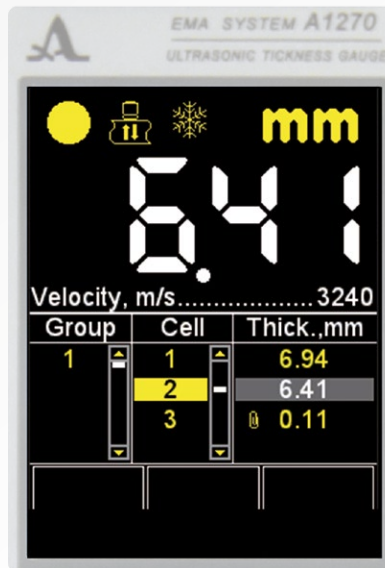 EMA SYSTEM A1270
ULTRASONIC TICKNESS GAUGE
mm
6.41
Velocity, m/s....................3240
Group Cell Thick.,mm
1 1 6.94
2 6.41
3 0.11